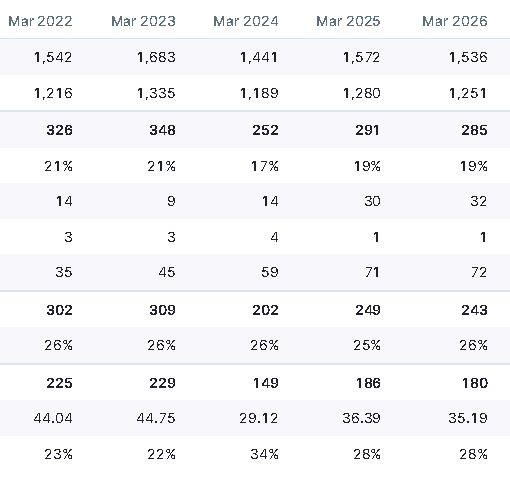 Mar 2022 Mar 2023 Mar 2024 Mar 2025 Mar 2026
1,542 1,683 1,441 1,572 1,536
1,216 1,335 1,189 1,280 1,251
326 348 252 291 285
21% 21% 17% 19% 19%
14 9 14 30 32
3 3 4 1 1
35 45 59 71 72
302 309 202 249 243
26% 26% 26% 25% 26%
225 229 149 186 180
44.04 44.75 29.12 36.39 35.19
23% 22% 34% 28% 28%